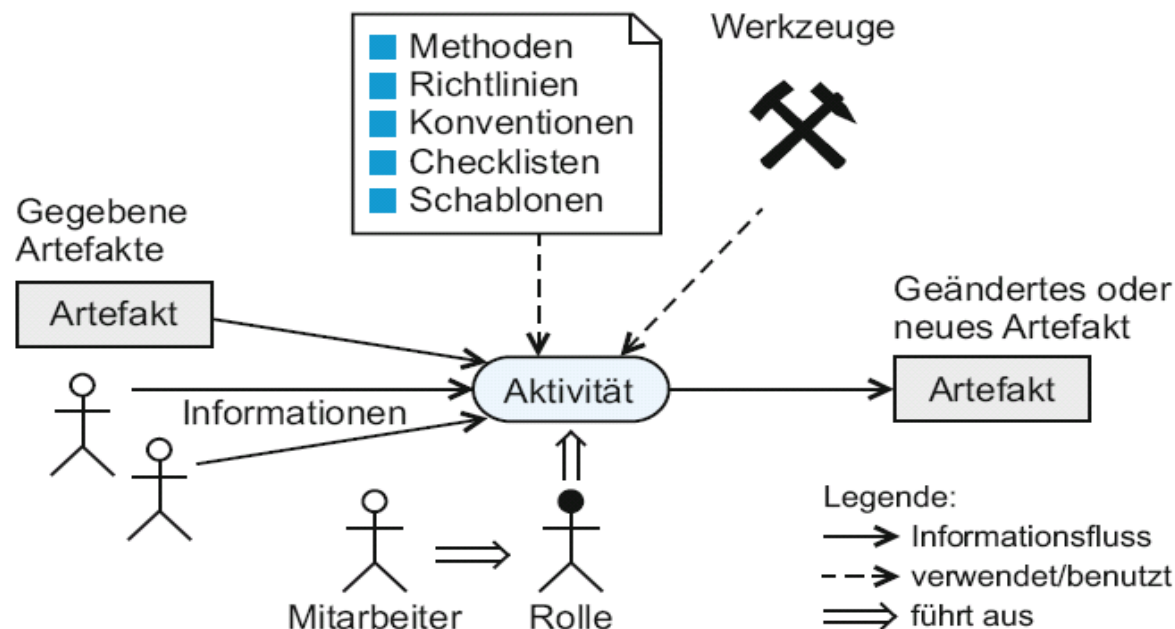 Methoden
Richtlinien
Konventionen
Checklisten
Schablonen
Werkzeuge
Gegebene
Artefakte
Artefakt
Informationen
Aktivität
Geändertes oder
neues Artefakt
Artefakt
Mitarbeiter
Rolle
Legende:
Informationsfluss
verwendet/benutzt
führt aus